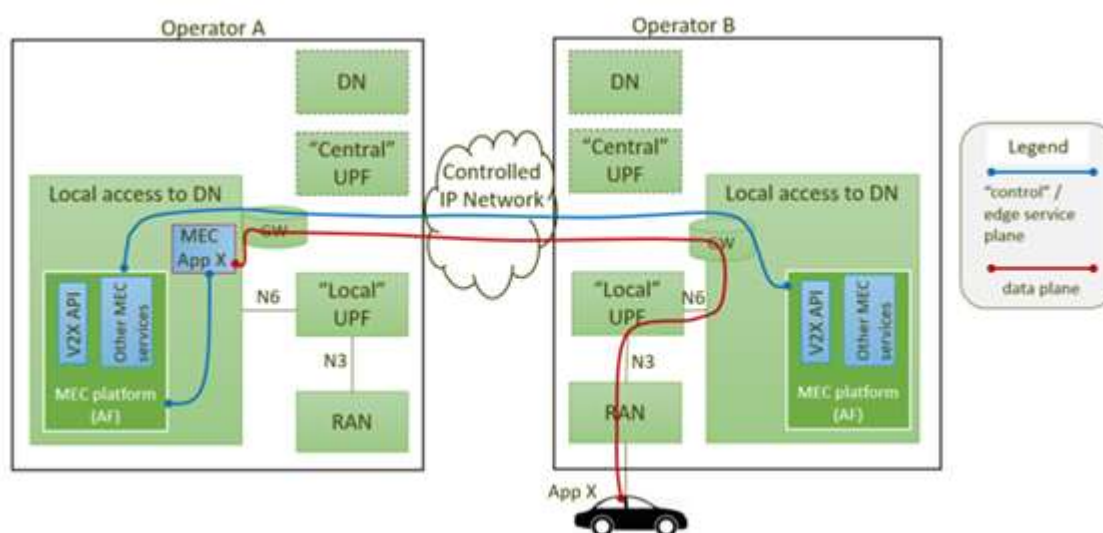 Operator A
DN
"Central"
UPF
Local access to DN
GW
MEC
App X
N6
"Local"
UPF
V2X API
Other MEC
services
N3
MEC platform
(AF)
RAN
Controlled
IP Network
Operator B
DN
"Central"
UPF
Local access to DN
GW
"Local"
UPF
N6
V2X API
Other MEC
services
N3
MEC platform
(AF)
RAN
App X
Legend
"control" /
edge service
plane
data plane